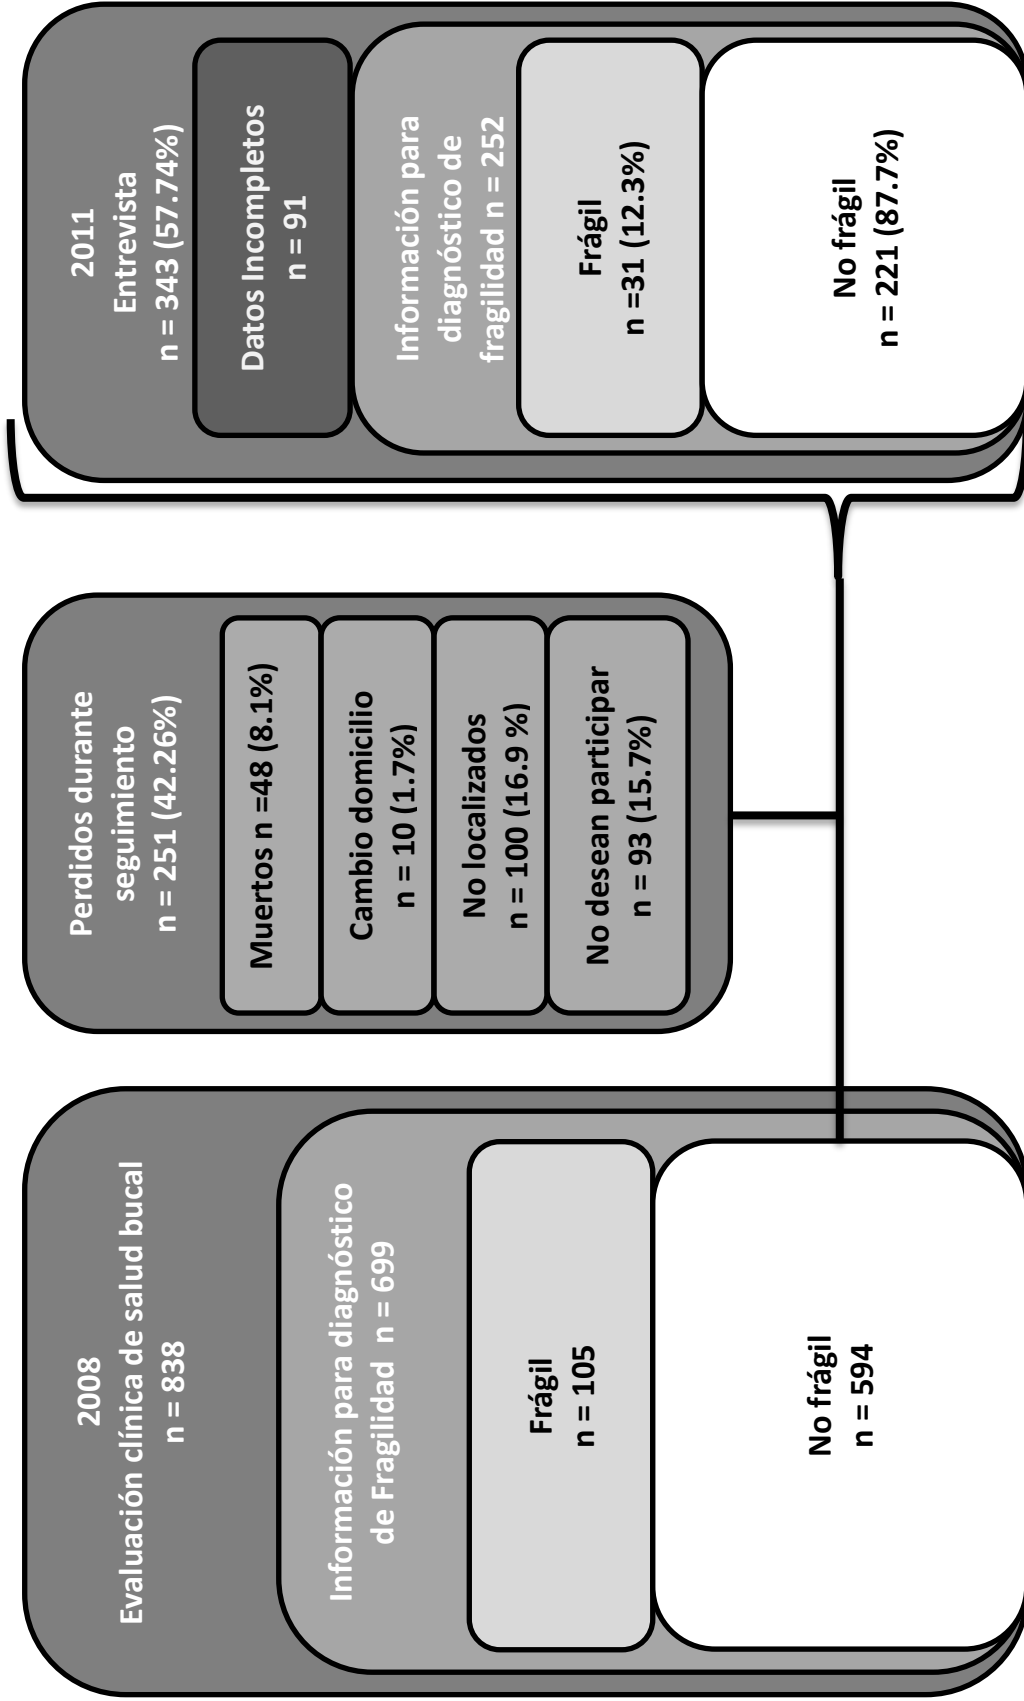 2008
Evaluación clínica de salud bucal
n = 838
Información para diagnóstico
de Fragilidad n = 699
Frágil
n = 105
No frágil
n = 594
Perdidos durante
seguimiento
n = 251 (42.26%)
Muertos n =48 (8.1%)
Cambio domicilio
n = 10 (1.7%)
No localizados
n = 100 (16.9 %)
No desean participar
n = 93 (15.7%)
2011
Entrevista
n = 343 (57.74%)
Datos Incompletos
n = 91
Información para
diagnóstico de
fragilidad n = 252
Frágil
n =31 (12.3%)
No frágil
n = 221 (87.7%)